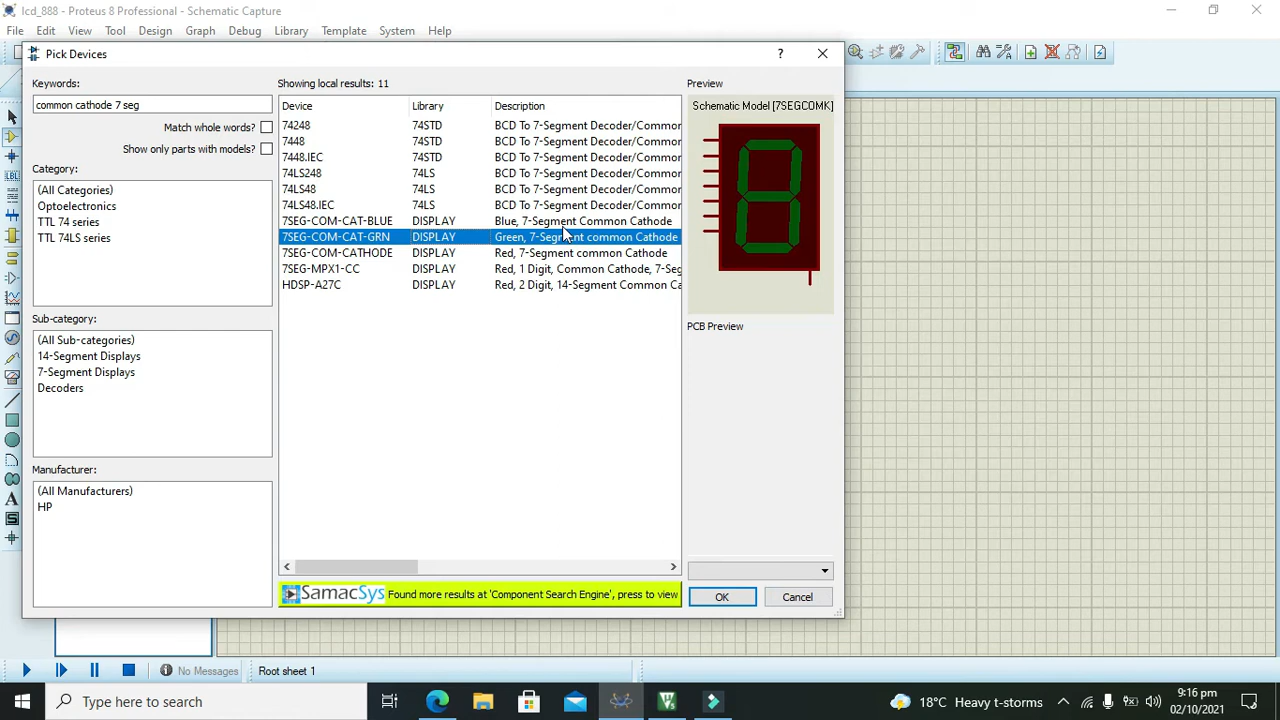 lcd_888 - Proteus 8 Professional - Schematic Capture
File Edit View Tool Design Graph Debug Library Template System Help
Pick Devices
?
Keywords:
common cathode 7 seg
Match whole words?
Show only parts with models?
Category:
(All Categories)
Optoelectronics
TTL 74 series
TTL 74LS series
Sub-category:
(All Sub-categories)
14-Segment Displays
7-Segment Displays
Decoders
Manufacturer:
(All Manufacturers)
HP
Showing local results: 11
Device Library Description
74248 74STD BCD To 7-Segment Decoder/Common
7448 74STD BCD To 7-Segment Decoder/Common
7448.IEC 74STD BCD To 7-Segment Decoder/Common
74LS248 74LS BCD To 7-Segment Decoder/Common
74LS48 74LS BCD To 7-Segment Decoder/Common
74LS48.IEC 74LS BCD To 7-Segment Decoder/Common
7SEG-COM-CAT-BLUE DISPLAY Blue, 7-Segment Common Cathode
7SEG-COM-CAT-GRN DISPLAY Green, 7-Segment common Cathode
7SEG-COM-CATHODE DISPLAY Red, 7-Segment common Cathode
7SEG-MPX1-CC DISPLAY Red, 1 Digit, Common Cathode, 7-Seg
HDSP-A27C DISPLAY Red, 2 Digit, 14-Segment Common Ca
SamacSys Found more results at 'Component Search Engine', press to view
Preview
Schematic Model [7SEGCOMK]
8
PCB Preview
OK Cancel
No Messages Root sheet 1
Type here to search
18°C Heavy t-storms
9:16 pm
02/10/2021